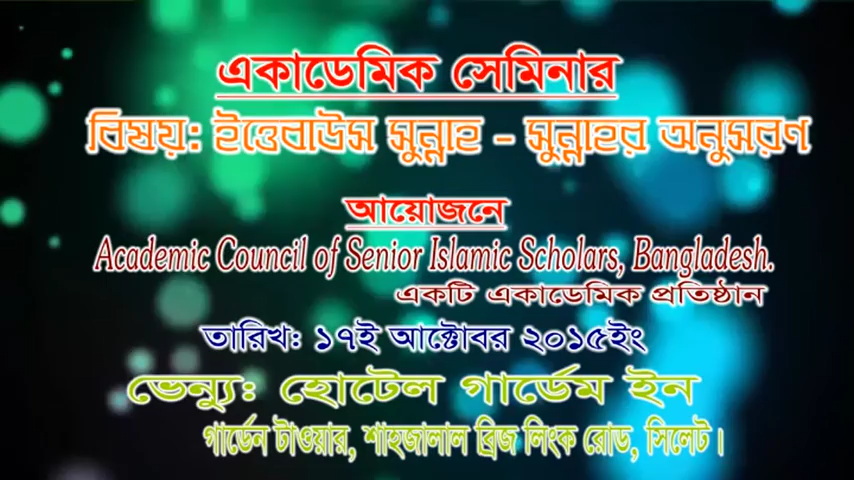 একাডেমিক সেমিনার
বিষয়: ইত্তেবাউস সুন্নাহ - সুন্নাহর অনুসরণ
আয়োজনে
Academic Council of Senior Islamic Scholars, Bangladesh.
একটি একাডেমিক প্রতিষ্ঠান
তারিখ: ১৭ই আক্টোবর ২০১৫ইং
ভেন্যু: হোটেল গার্ডেম ইন
গার্ডেন টাওয়ার, শাহজালাল ব্রিজ লিংক রোড, সিলেট।